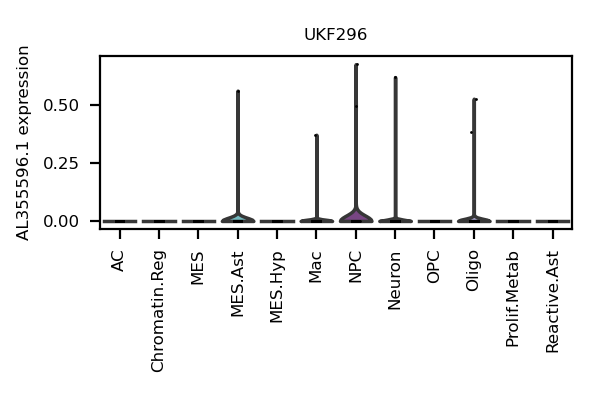 UKF296
AL355596.1 expression
0.50
0.25
0.00
AC
Chromatin.Reg
MES
MES.Ast
MES.Hyp
Mac
NPC
Neuron
OPC
Oligo
Prolif.Metab
Reactive.Ast